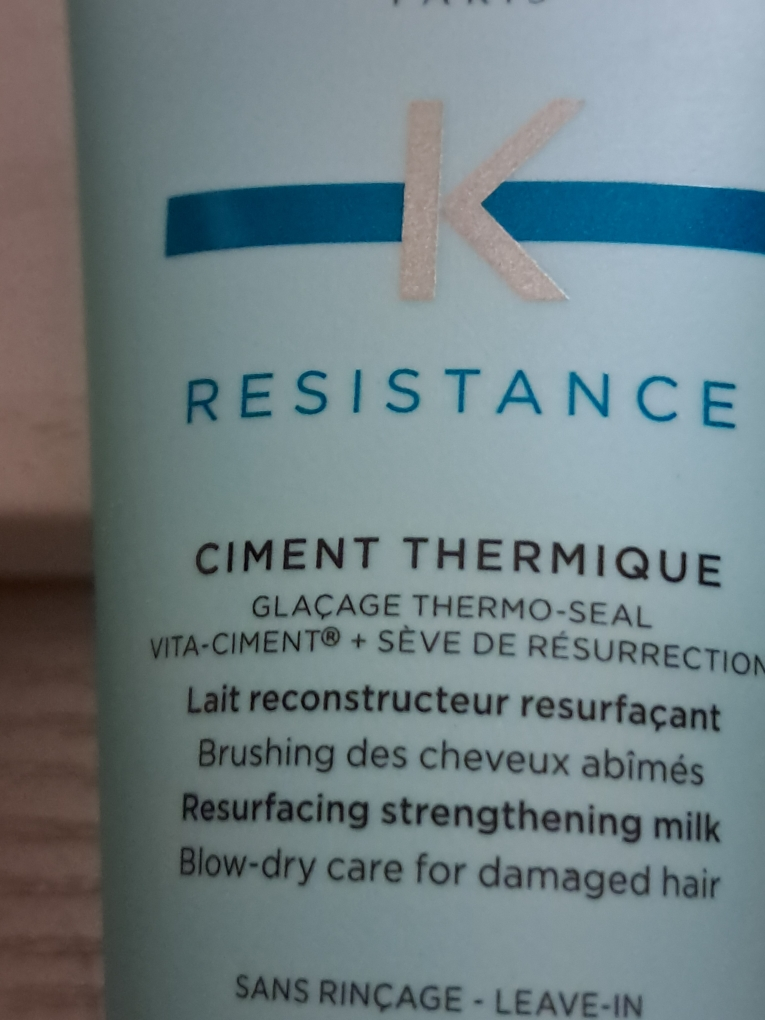 PARIS
K
RESISTANCE
CIMENT THERMIQUE
GLAÇAGE THERMO-SEAL
VITA-CIMENT® + SÈVE DE RÉSURRECTION
Lait reconstructeur resurfaçant
Brushing des cheveux abîmés
Resurfacing strengthening milk
Blow-dry care for damaged hair
SANS RINÇAGE - LEAVE-IN